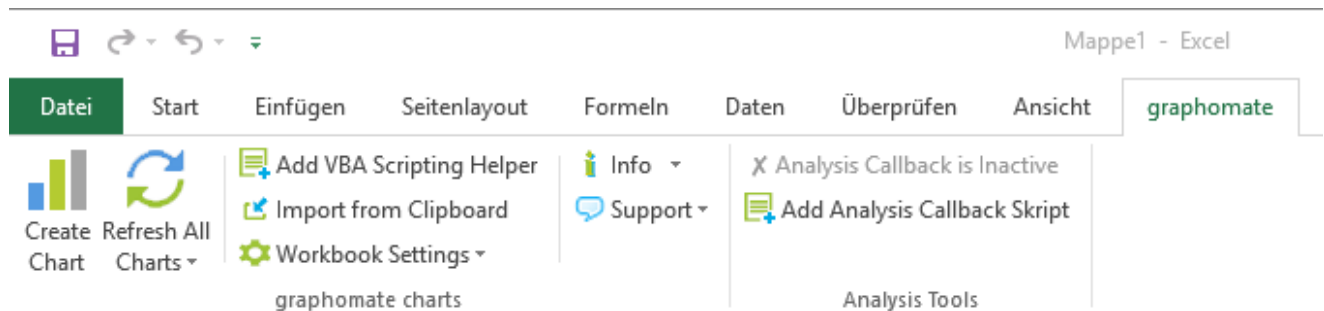 Mappe1 - Excel
Datei Start Einfügen Seitenlayout Formeln Daten Überprüfen Ansicht graphomate
Create Chart
Refresh All Charts
Add VBA Scripting Helper
Import from Clipboard
Workbook Settings
graphomate charts
Info
Support
X Analysis Callback is Inactive
Add Analysis Callback Skript
Analysis Tools